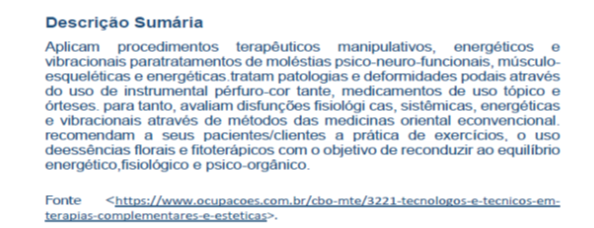 Descrição Sumária
Aplicam procedimentos terapêuticos manipulativos, energéticos e
vibracionais paratratamentos de moléstias psico-neuro-funcionais, músculo-
esqueléticas e energéticas.tratam patologias e deformidades podais através
do uso de instrumental pérfuro-cor tante, medicamentos de uso tópico e
órteses. para tanto, avaliam disfunções fisiológi cas, sistêmicas, energéticas
e vibracionais através de métodos das medicinas oriental econvencional.
recomendam a seus pacientes/clientes a prática de exercícios, o uso
deessências florais e fitoterápicos com o objetivo de reconduzir ao equilíbrio
energético,fisiológico e psico-orgânico.
Fonte <https://www.ocupacoes.com.br/cbo-mte/3221-tecnologos-e-tecnicos-em-
terapias-complementares-e-esteticas>.